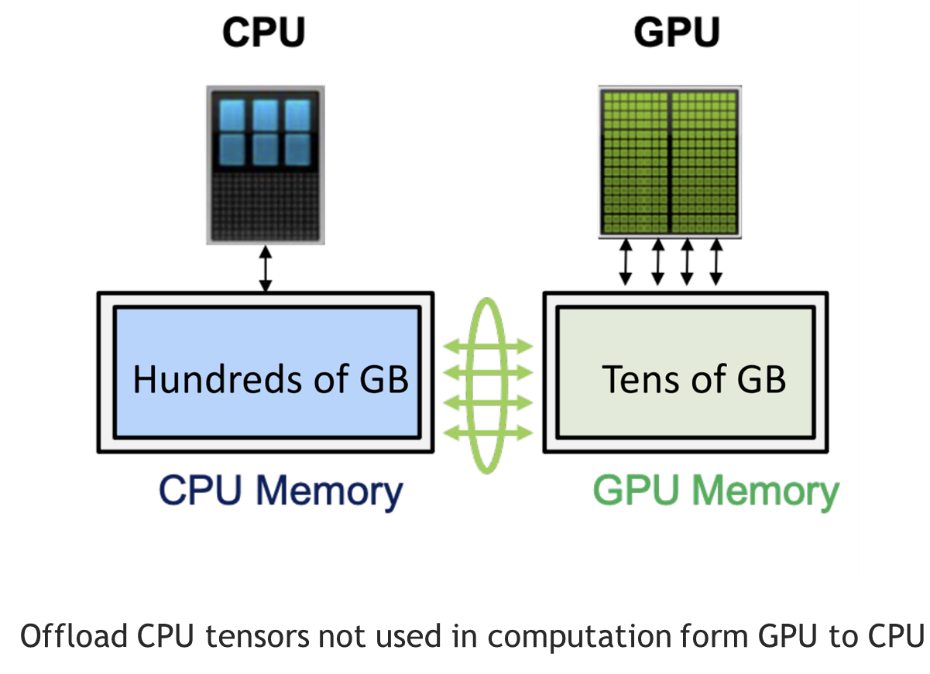 CPU
GPU
Hundreds of GB
Tens of GB
CPU Memory
GPU Memory
Offload CPU tensors not used in computation form GPU to CPU